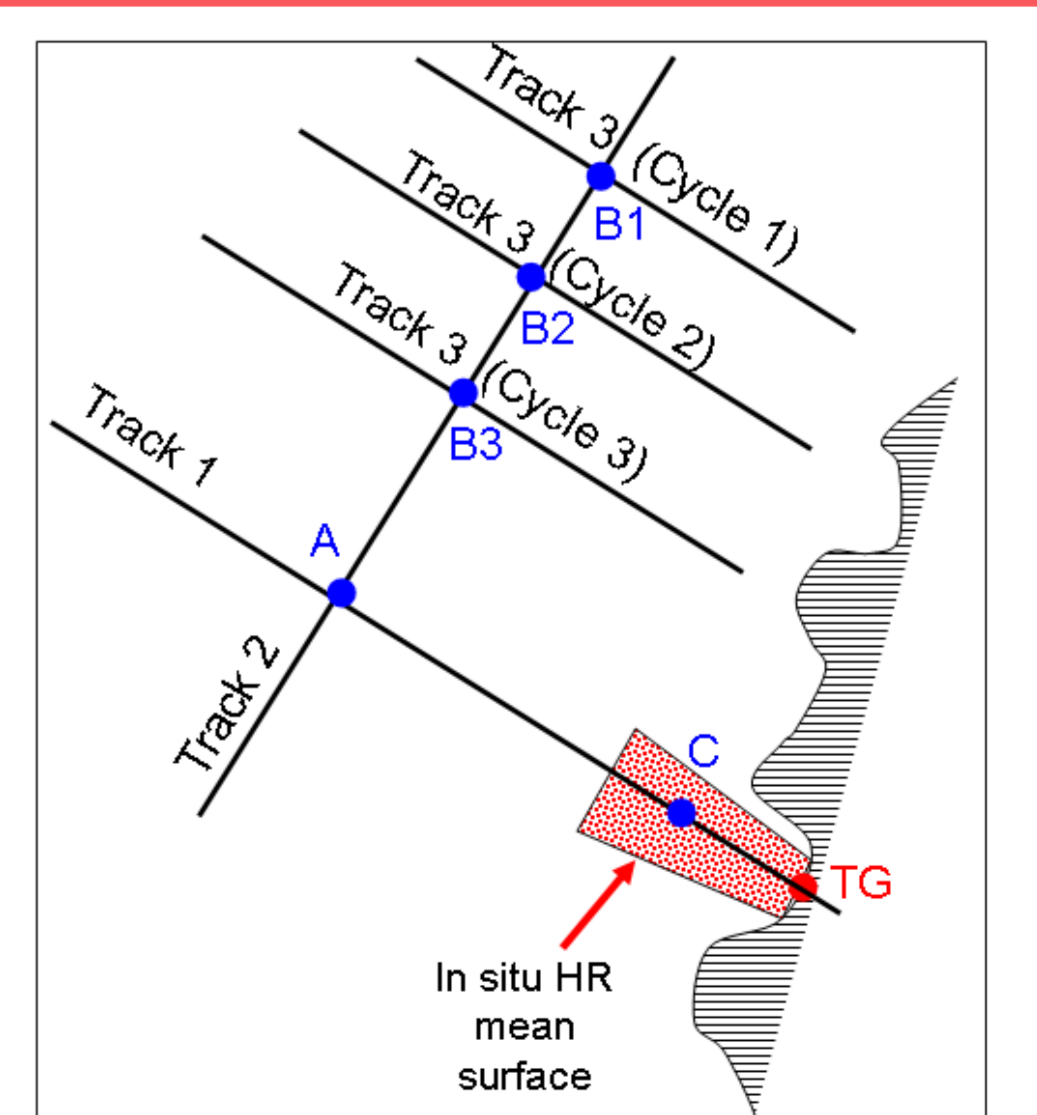 Track 3 (Cycle 1)
B1
Track 3 (Cycle 2)
B2
Track 3 (Cycle 3)
B3
Track 1
A
Track 2
C
TG
In situ HR
mean
surface